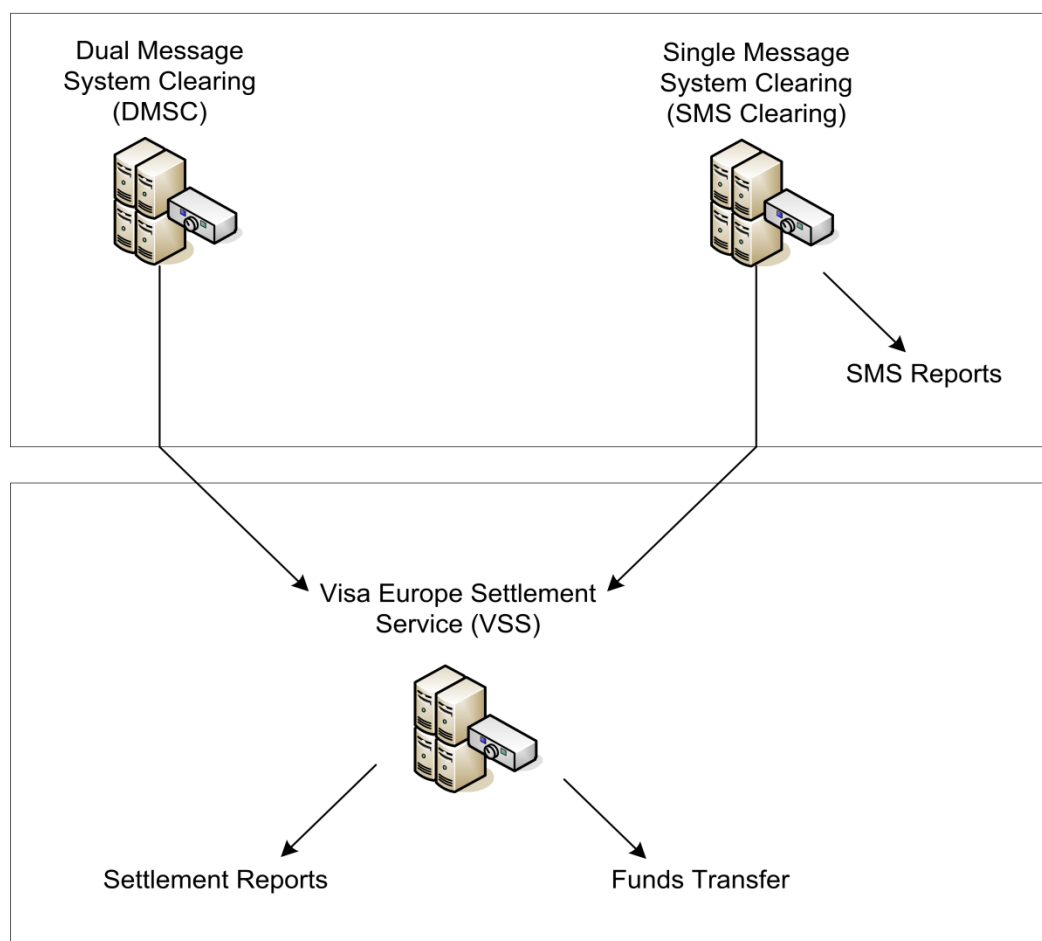 Dual Message
System Clearing
(DMSC)
Single Message
System Clearing
(SMS Clearing)
SMS Reports
Visa Europe Settlement
Service (VSS)
Settlement Reports
Funds Transfer